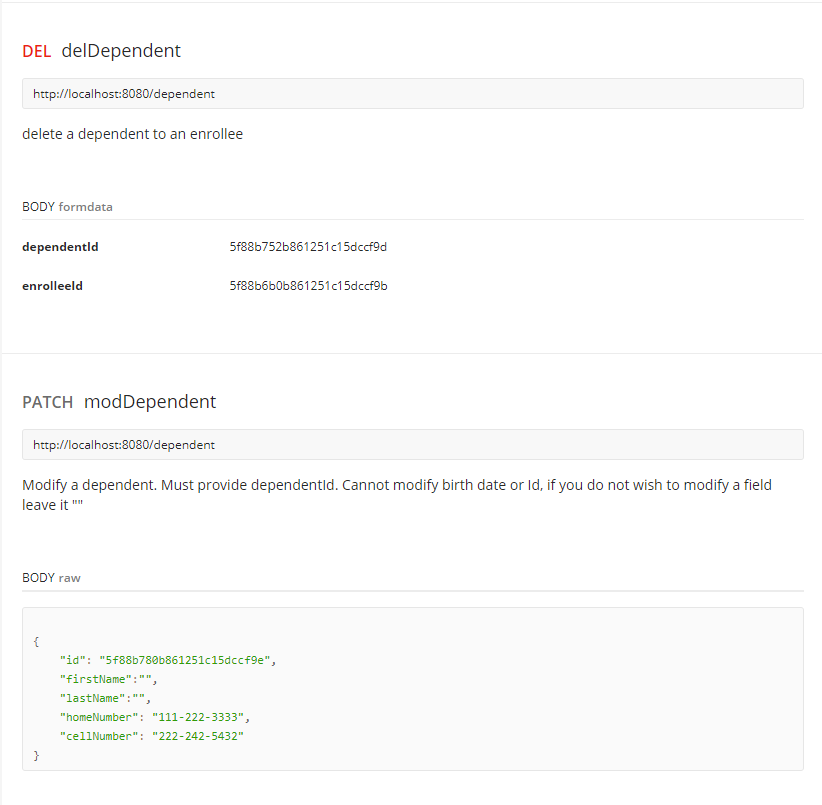 DEL delDependent
http://localhost:8080/dependent
delete a dependent to an enrollee
BODY formdata
dependentId 5f88b752b861251c15dccf9d
enrolleeId 5f88b6b0b861251c15dccf9b
PATCH modDependent
http://localhost:8080/dependent
Modify a dependent. Must provide dependentId. Cannot modify birth date or Id, if you do not wish to modify a field
leave it ""
BODY raw
{
"id": "5f88b780b861251c15dccf9e",
"firstName":"",
"lastName":"",
"homeNumber": "111-222-3333",
"cellNumber": "222-242-5432"
}